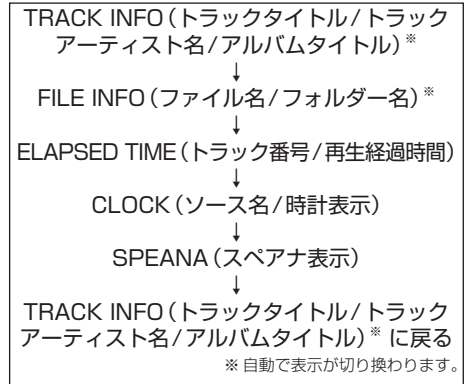 TRACK INFO（トラックタイトル/トラック
アーティスト名/アルバムタイトル）※
↓
FILE INFO（ファイル名/フォルダー名）※
↓
ELAPSED TIME（トラック番号/再生経過時間）
↓
CLOCK（ソース名/時計表示）
↓
SPEANA（スペアナ表示）
↓
TRACK INFO（トラックタイトル/トラック
アーティスト名/アルバムタイトル）※ に戻る
※ 自動で表示が切り換わります。